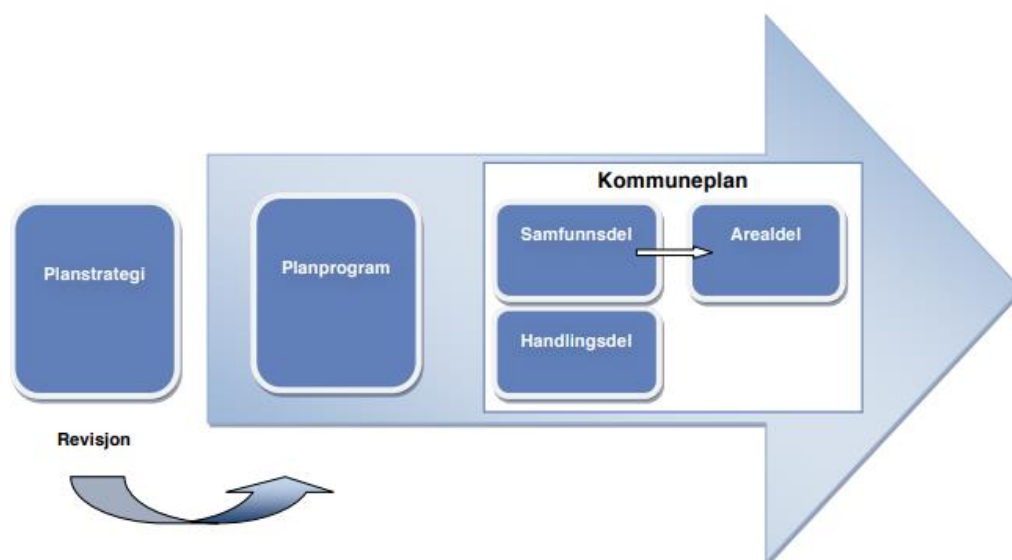 Kommuneplan
Planstrategi
Planprogram
Samfunnsdel
Arealdel
Handlingsdel
Revisjon